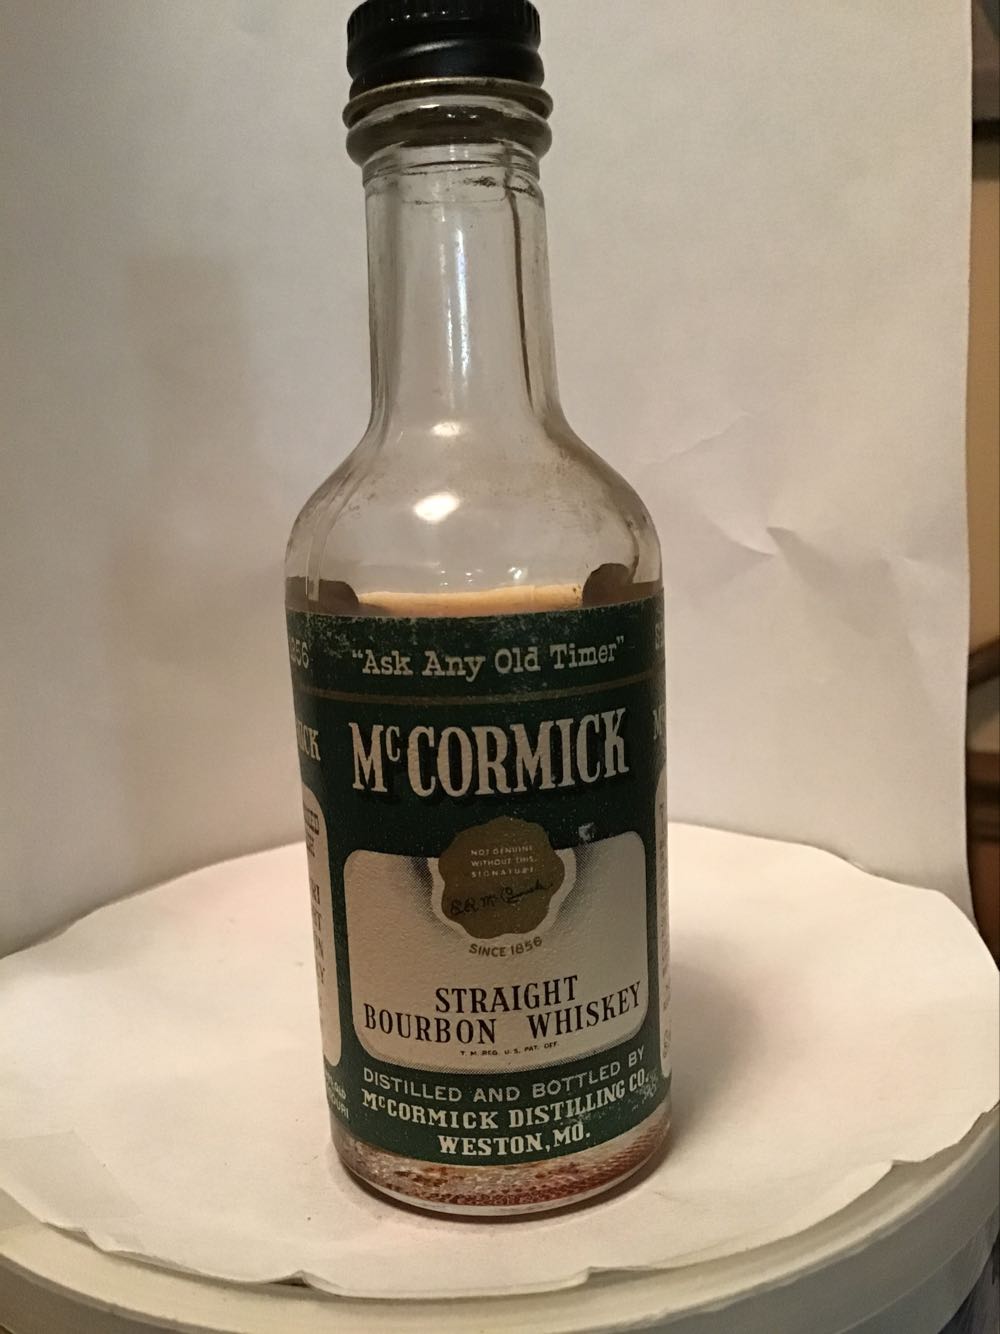 "Ask Any Old Timer"
McCORMICK
NOT GENUINE
WITHOUT THIS
SIGNATURE
SINCE 1856
STRAIGHT
BOURBON WHISKEY
T. M. REG. U. S. PAT. OFF.
DISTILLED AND BOTTLED BY
McCORMICK DISTILLING CO.
WESTON, MO.